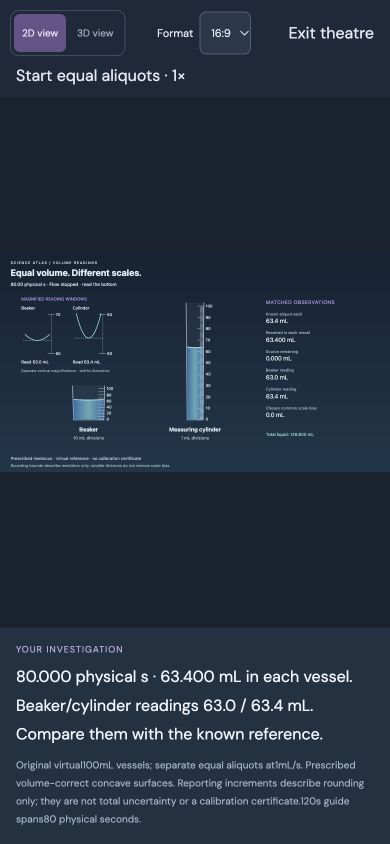 2D view
3D view
Format
16:9
Exit theatre
Start equal aliquots · 1×
SCIENCE ATLAS / VOLUME READINGS
Equal volume. Different scales.
80.00 physical s · Flow stopped · read the bottom
MAGNIFIED READING WINDOWS
Beaker
Cylinder
70
60
64
63
Read 63.0 mL
Read 63.4 mL
Separate vertical magnifications · widths illustrative
100
80
60
40
20
0
Beaker
10 mL divisions
100
90
80
70
60
50
40
30
20
10
0
Measuring cylinder
1 mL divisions
MATCHED OBSERVATIONS
Known aliquot each
63.4 mL
Received in each vessel
63.400 mL
Source remaining
0.000 mL
Beaker reading
63.0 mL
Cylinder reading
63.4 mL
Chosen common scale bias
0.0 mL
Total liquid: 126.800 mL
Prescribed meniscus · virtual reference · no calibration certificate
Rounding bounds describe resolution only; smaller divisions do not remove scale bias.
YOUR INVESTIGATION
80.000 physical s · 63.400 mL in each vessel.
Beaker/cylinder readings 63.0 / 63.4 mL.
Compare them with the known reference.
Original virtual100mL vessels; separate equal aliquots at1mL/s. Prescribed
volume-correct concave surfaces. Reporting increments describe rounding
only; they are not total uncertainty or a calibration certificate.120s guide
spans80 physical seconds.